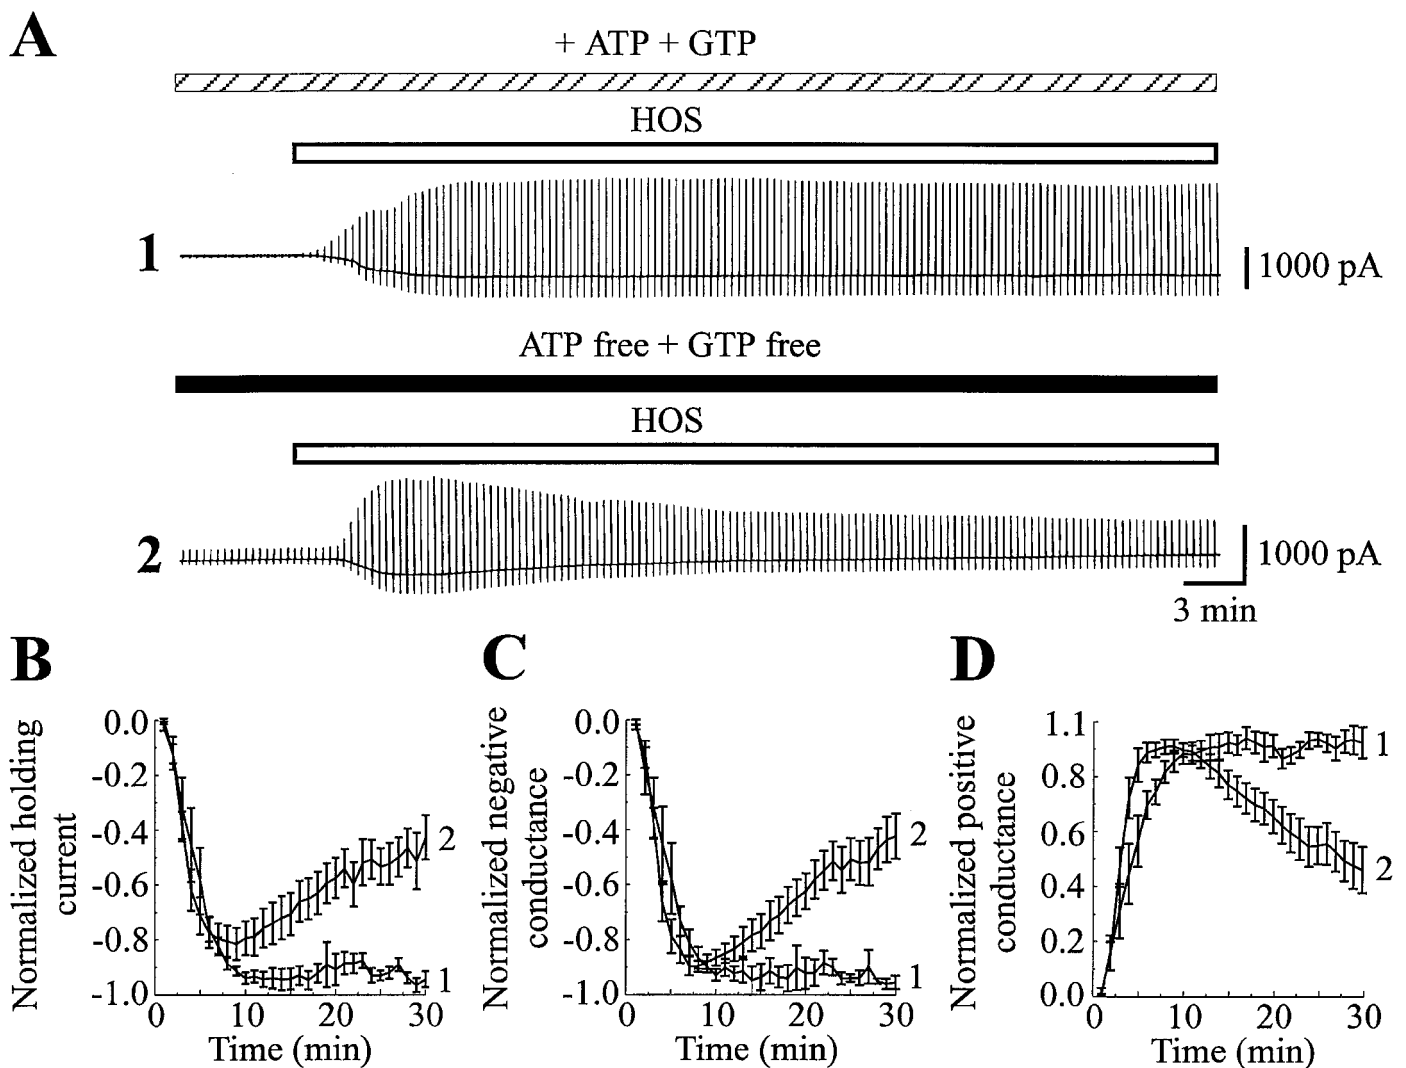 A
+ ATP + GTP
HOS
1
1000 pA
ATP free + GTP free
HOS
2
1000 pA
3 min
B
Normalized holding
current
0.0
-0.2
-0.4
-0.6
-0.8
-1.0
2
1
0
10
20
30
Time (min)
C
Normalized negative
conductance
0.0
-0.2
-0.4
-0.6
-0.8
-1.0
2
1
0
10
20
30
Time (min)
D
Normalized positive
conductance
1.1
0.8
0.6
0.4
0.2
0.0
1
2
0
10
20
30
Time (min)